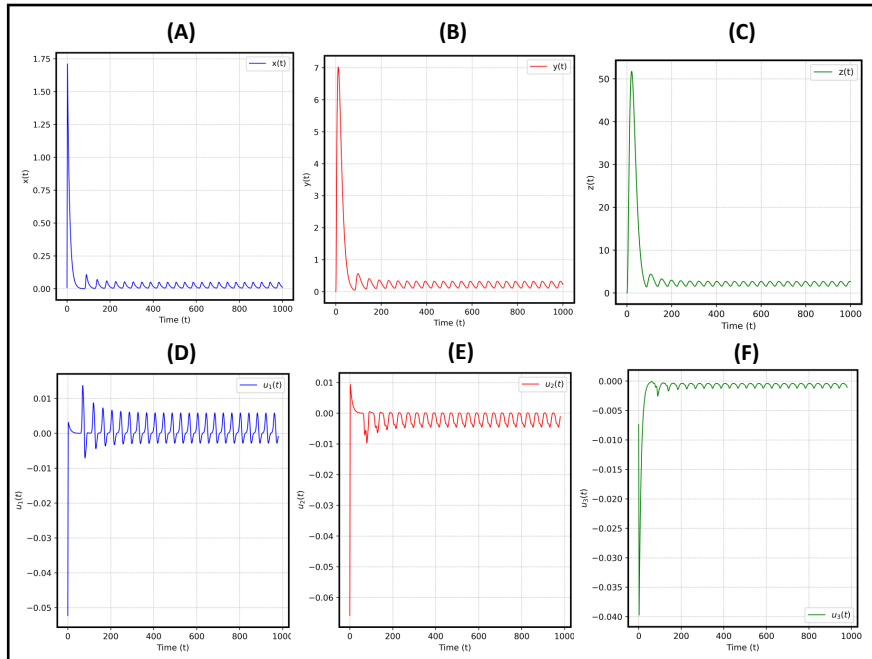 (A)
(B)
(C)
x(t)
1.75
1.50
1.25
1.00
0.75
0.50
0.25
0.00
x(t)
0 200 400 600 800 1000
Time (t)
y(t)
7
6
5
4
3
2
1
0
y(t)
0 200 400 600 800 1000
Time (t)
z(t)
50
40
30
20
10
0
z(t)
0 200 400 600 800 1000
Time (t)
(D)
(E)
(F)
u₁(t)
0.01
0.00
−0.01
−0.02
−0.03
−0.04
−0.05
u₁(t)
0 200 400 600 800 1000
Time (t)
u₂(t)
0.01
0.00
−0.01
−0.02
−0.03
−0.04
−0.05
−0.06
u₂(t)
0 200 400 600 800 1000
Time (t)
0.000
−0.005
−0.010
−0.015
−0.020
−0.025
−0.030
−0.035
−0.040
u₃(t)
u₃(t)
0 200 400 600 800 1000
Time (t)